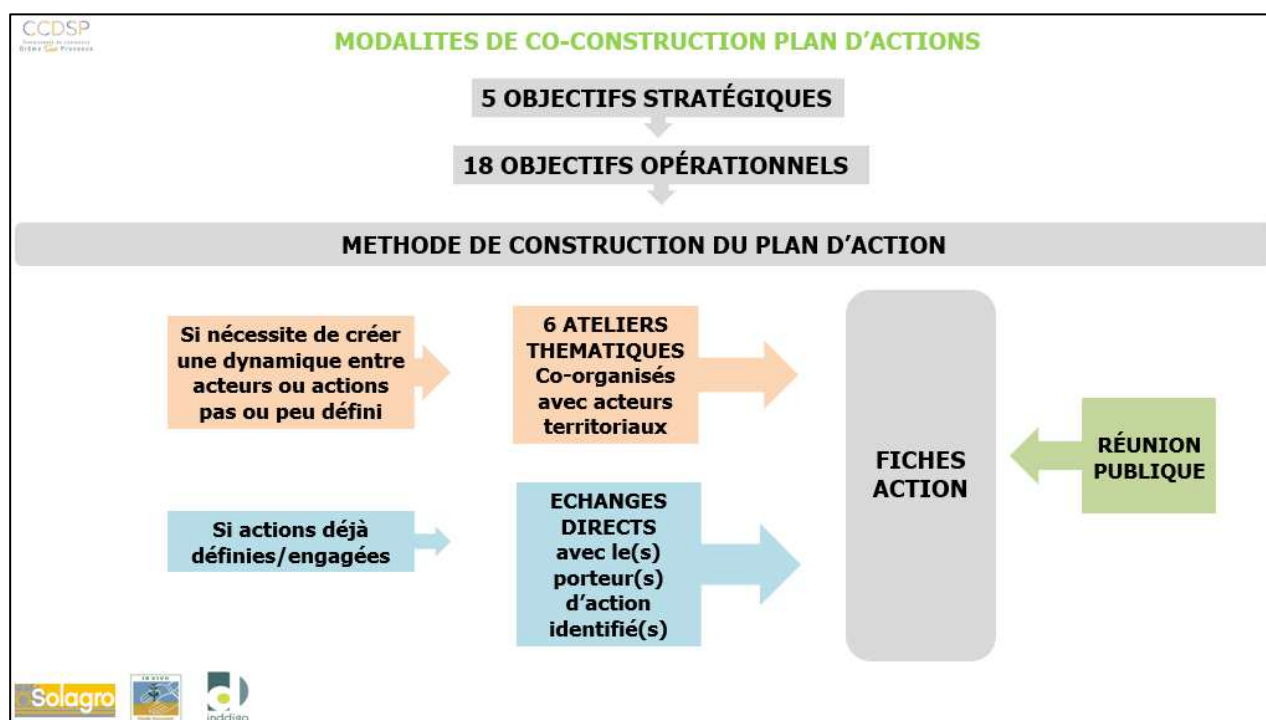 CCDSP
Drôme Sud Provence
MODALITES DE CO-CONSTRUCTION PLAN D’ACTIONS
5 OBJECTIFS STRATÉGIQUES
18 OBJECTIFS OPÉRATIONNELS
METHODE DE CONSTRUCTION DU PLAN D’ACTION
Si nécessite de créer
une dynamique entre
acteurs ou actions
pas ou peu défini
6 ATELIERS
THEMATIQUES
Co-organisés
avec acteurs
territoriaux
Si actions déjà
définies/engagées
ECHANGES
DIRECTS
avec le(s)
porteur(s)
d’action
identifié(s)
FICHES
ACTION
RÉUNION
PUBLIQUE
Solagro
inddigo